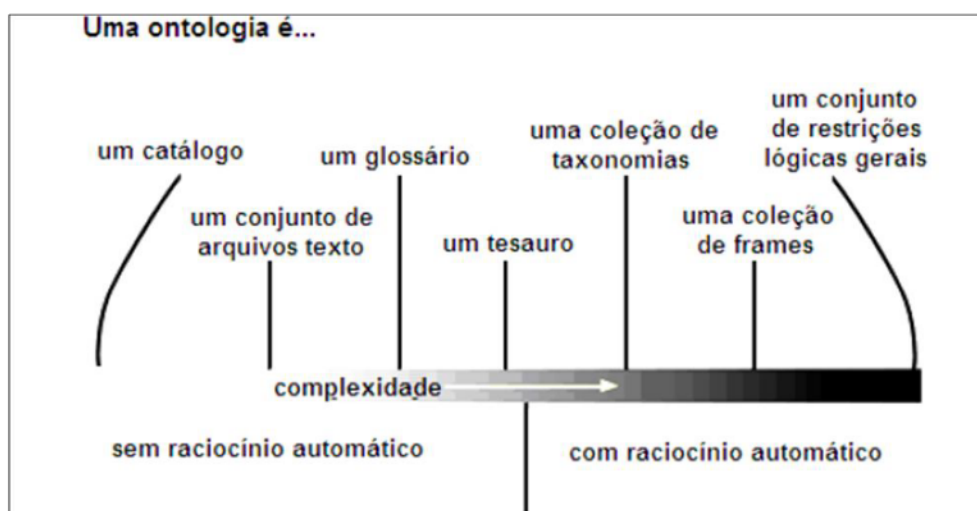 Uma ontologia é...
um catálogo
um conjunto de
arquivos texto
um glossário
um tesauro
uma coleção de
taxonomias
uma coleção
de frames
um conjunto
de restrições
lógicas gerais
complexidade
sem raciocínio automático
com raciocínio automático